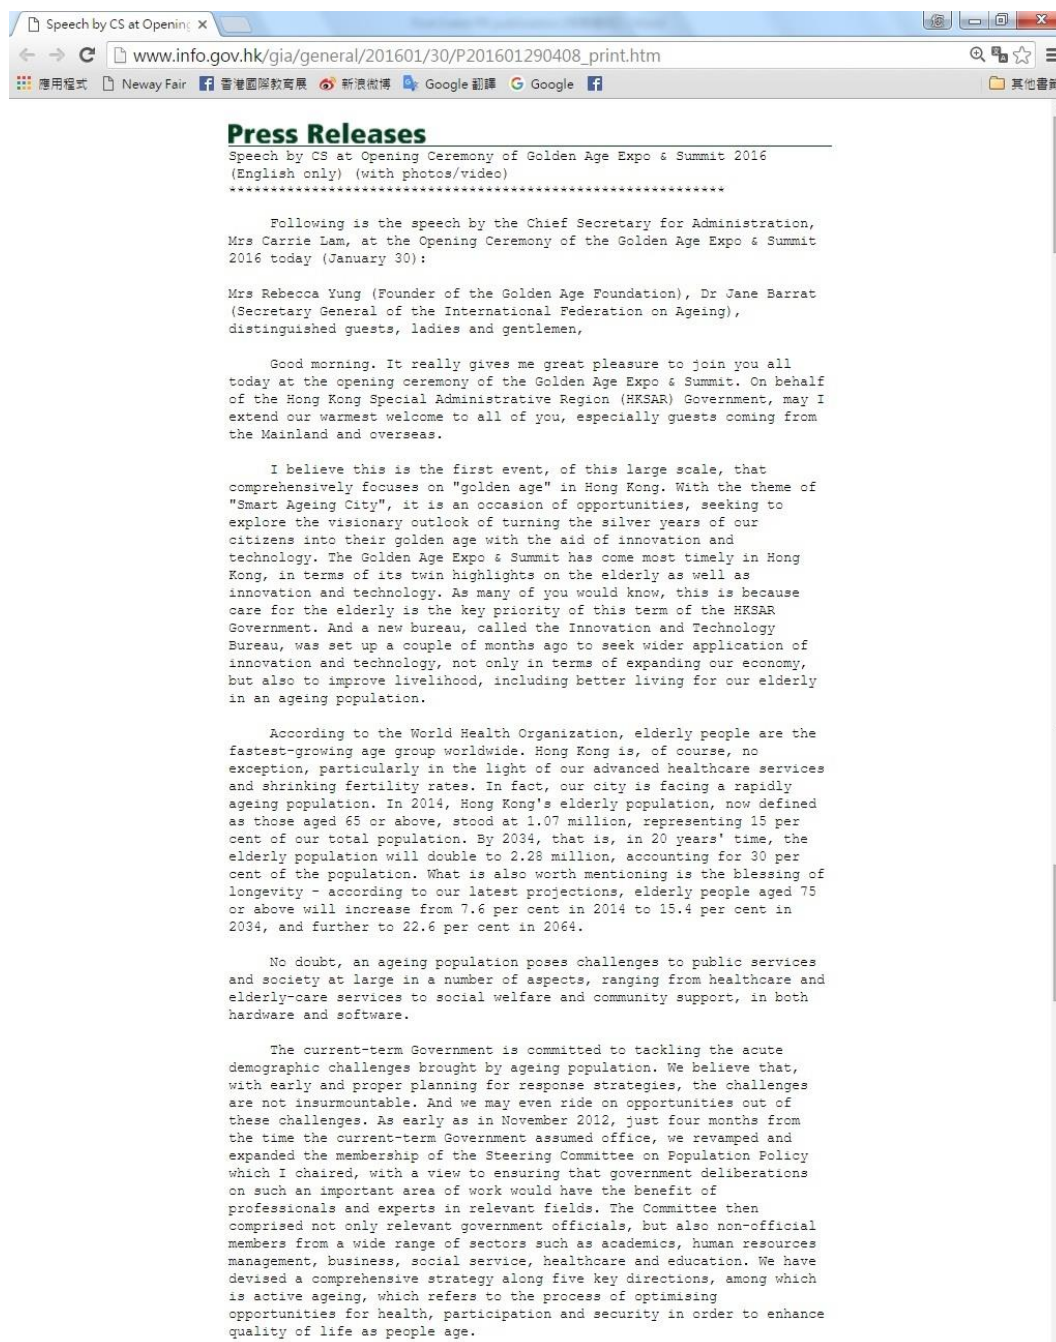 Speech by CS at Opening
www.info.gov.hk/gia/general/201601/30/P201601290408_print.htm
應用程式 Neway Fair 香港國際教育展 新浪微博 Google 翻譯 Google 其他書籤
Press Releases
Speech by CS at Opening Ceremony of Golden Age Expo & Summit 2016
(English only) (with photos/video)
************************************************************
Following is the speech by the Chief Secretary for Administration,
Mrs Carrie Lam, at the Opening Ceremony of the Golden Age Expo & Summit
2016 today (January 30):
Mrs Rebecca Yung (Founder of the Golden Age Foundation), Dr Jane Barrat
(Secretary General of the International Federation on Ageing),
distinguished guests, ladies and gentlemen,
Good morning. It really gives me great pleasure to join you all
today at the opening ceremony of the Golden Age Expo & Summit. On behalf
of the Hong Kong Special Administrative Region (HKSAR) Government, may I
extend our warmest welcome to all of you, especially guests coming from
the Mainland and overseas.
I believe this is the first event, of this large scale, that
comprehensively focuses on "golden age" in Hong Kong. With the theme of
"Smart Ageing City", it is an occasion of opportunities, seeking to
explore the visionary outlook of turning the silver years of our
citizens into their golden age with the aid of innovation and
technology. The Golden Age Expo & Summit has come most timely in Hong
Kong, in terms of its twin highlights on the elderly as well as
innovation and technology. As many of you would know, this is because
care for the elderly is the key priority of this term of the HKSAR
Government. And a new bureau, called the Innovation and Technology
Bureau, was set up a couple of months ago to seek wider application of
innovation and technology, not only in terms of expanding our economy,
but also to improve livelihood, including better living for our elderly
in an ageing population.
According to the World Health Organization, elderly people are the
fastest-growing age group worldwide. Hong Kong is, of course, no
exception, particularly in the light of our advanced healthcare services
and shrinking fertility rates. In fact, our city is facing a rapidly
ageing population. In 2014, Hong Kong's elderly population, now defined
as those aged 65 or above, stood at 1.07 million, representing 15 per
cent of our total population. By 2034, that is, in 20 years' time, the
elderly population will double to 2.28 million, accounting for 30 per
cent of the population. What is also worth mentioning is the blessing of
longevity - according to our latest projections, elderly people aged 75
or above will increase from 7.6 per cent in 2014 to 15.4 per cent in
2034, and further to 22.6 per cent in 2064.
No doubt, an ageing population poses challenges to public services
and society at large in a number of aspects, ranging from healthcare and
elderly-care services to social welfare and community support, in both
hardware and software.
The current-term Government is committed to tackling the acute
demographic challenges brought by ageing population. We believe that,
with early and proper planning for response strategies, the challenges
are not insurmountable. And we may even ride on opportunities out of
these challenges. As early as in November 2012, just four months from
the time the current-term Government assumed office, we revamped and
expanded the membership of the Steering Committee on Population Policy
which I chaired, with a view to ensuring that government deliberations
on such an important area of work would have the benefit of
professionals and experts in relevant fields. The Committee then
comprised not only relevant government officials, but also non-official
members from a wide range of sectors such as academics, human resources
management, business, social service, healthcare and education. We have
devised a comprehensive strategy along five key directions, among which
is active ageing, which refers to the process of optimising
opportunities for health, participation and security in order to enhance
quality of life as people age.